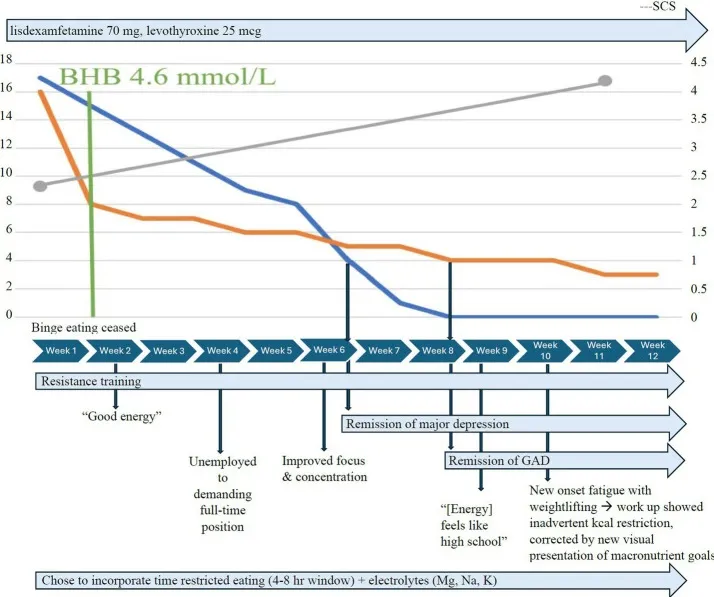 ---SCS
lisdexamfetamine 70 mg, levothyroxine 25 mcg
18
16
14
12
10
8
6
4
2
0
4.5
4
3.5
3
2.5
2
1.5
1
0.5
0
BHB 4.6 mmol/L
Binge eating ceased
Week 1
Week 2
Week 3
Week 4
Week 5
Week 6
Week 7
Week 8
Week 9
Week
10
Week
11
Week
12
Resistance training
“Good energy”
Remission of major depression
Unemployed
to
demanding
full-time
position
Improved focus
& concentration
Remission of GAD
“[Energy]
feels like
high school”
New onset fatigue with
weightlifting → work up showed
inadvertent kcal restriction,
corrected by new visual
presentation of macronutrient goals
Chose to incorporate time restricted eating (4-8 hr window) + electrolytes (Mg, Na, K)